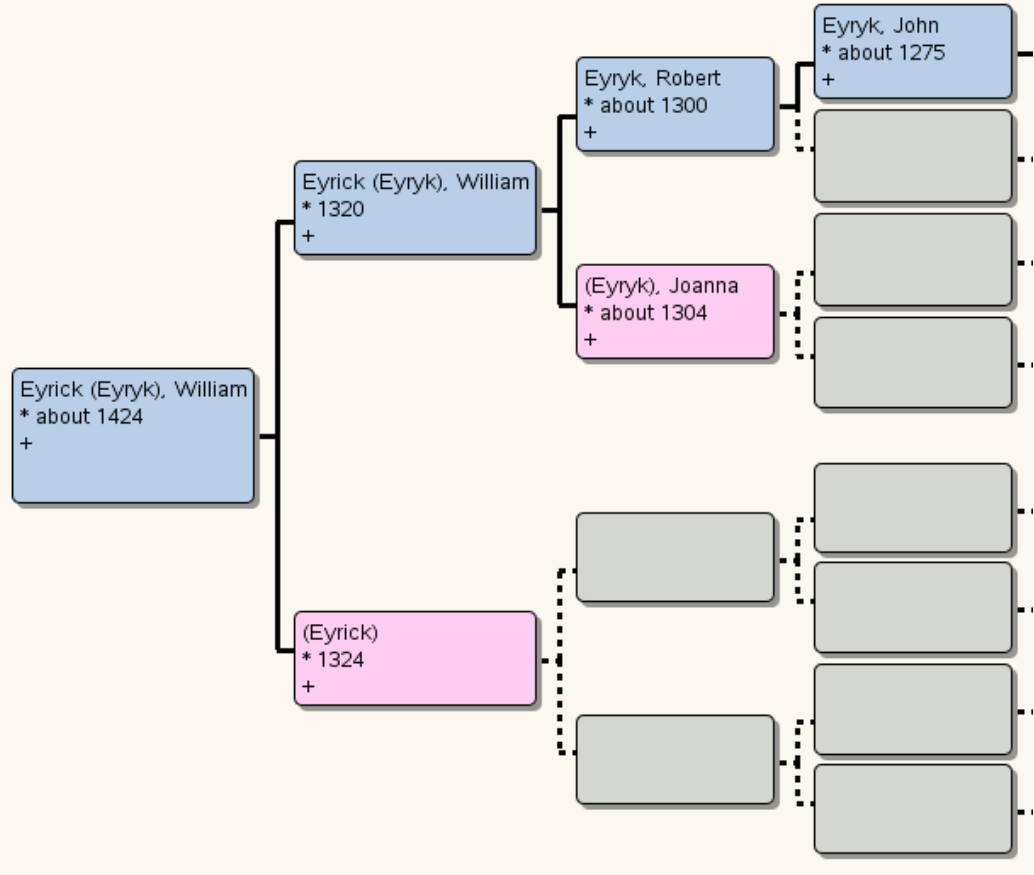 Eyryk, John
* about 1275
+
Eyryk, Robert
* about 1300
+
Eyrick (Eyryk), William
* 1320
+
(Eyryk), Joanna
* about 1304
+
Eyrick (Eyryk), William
* about 1424
+
(Eyrick)
* 1324
+